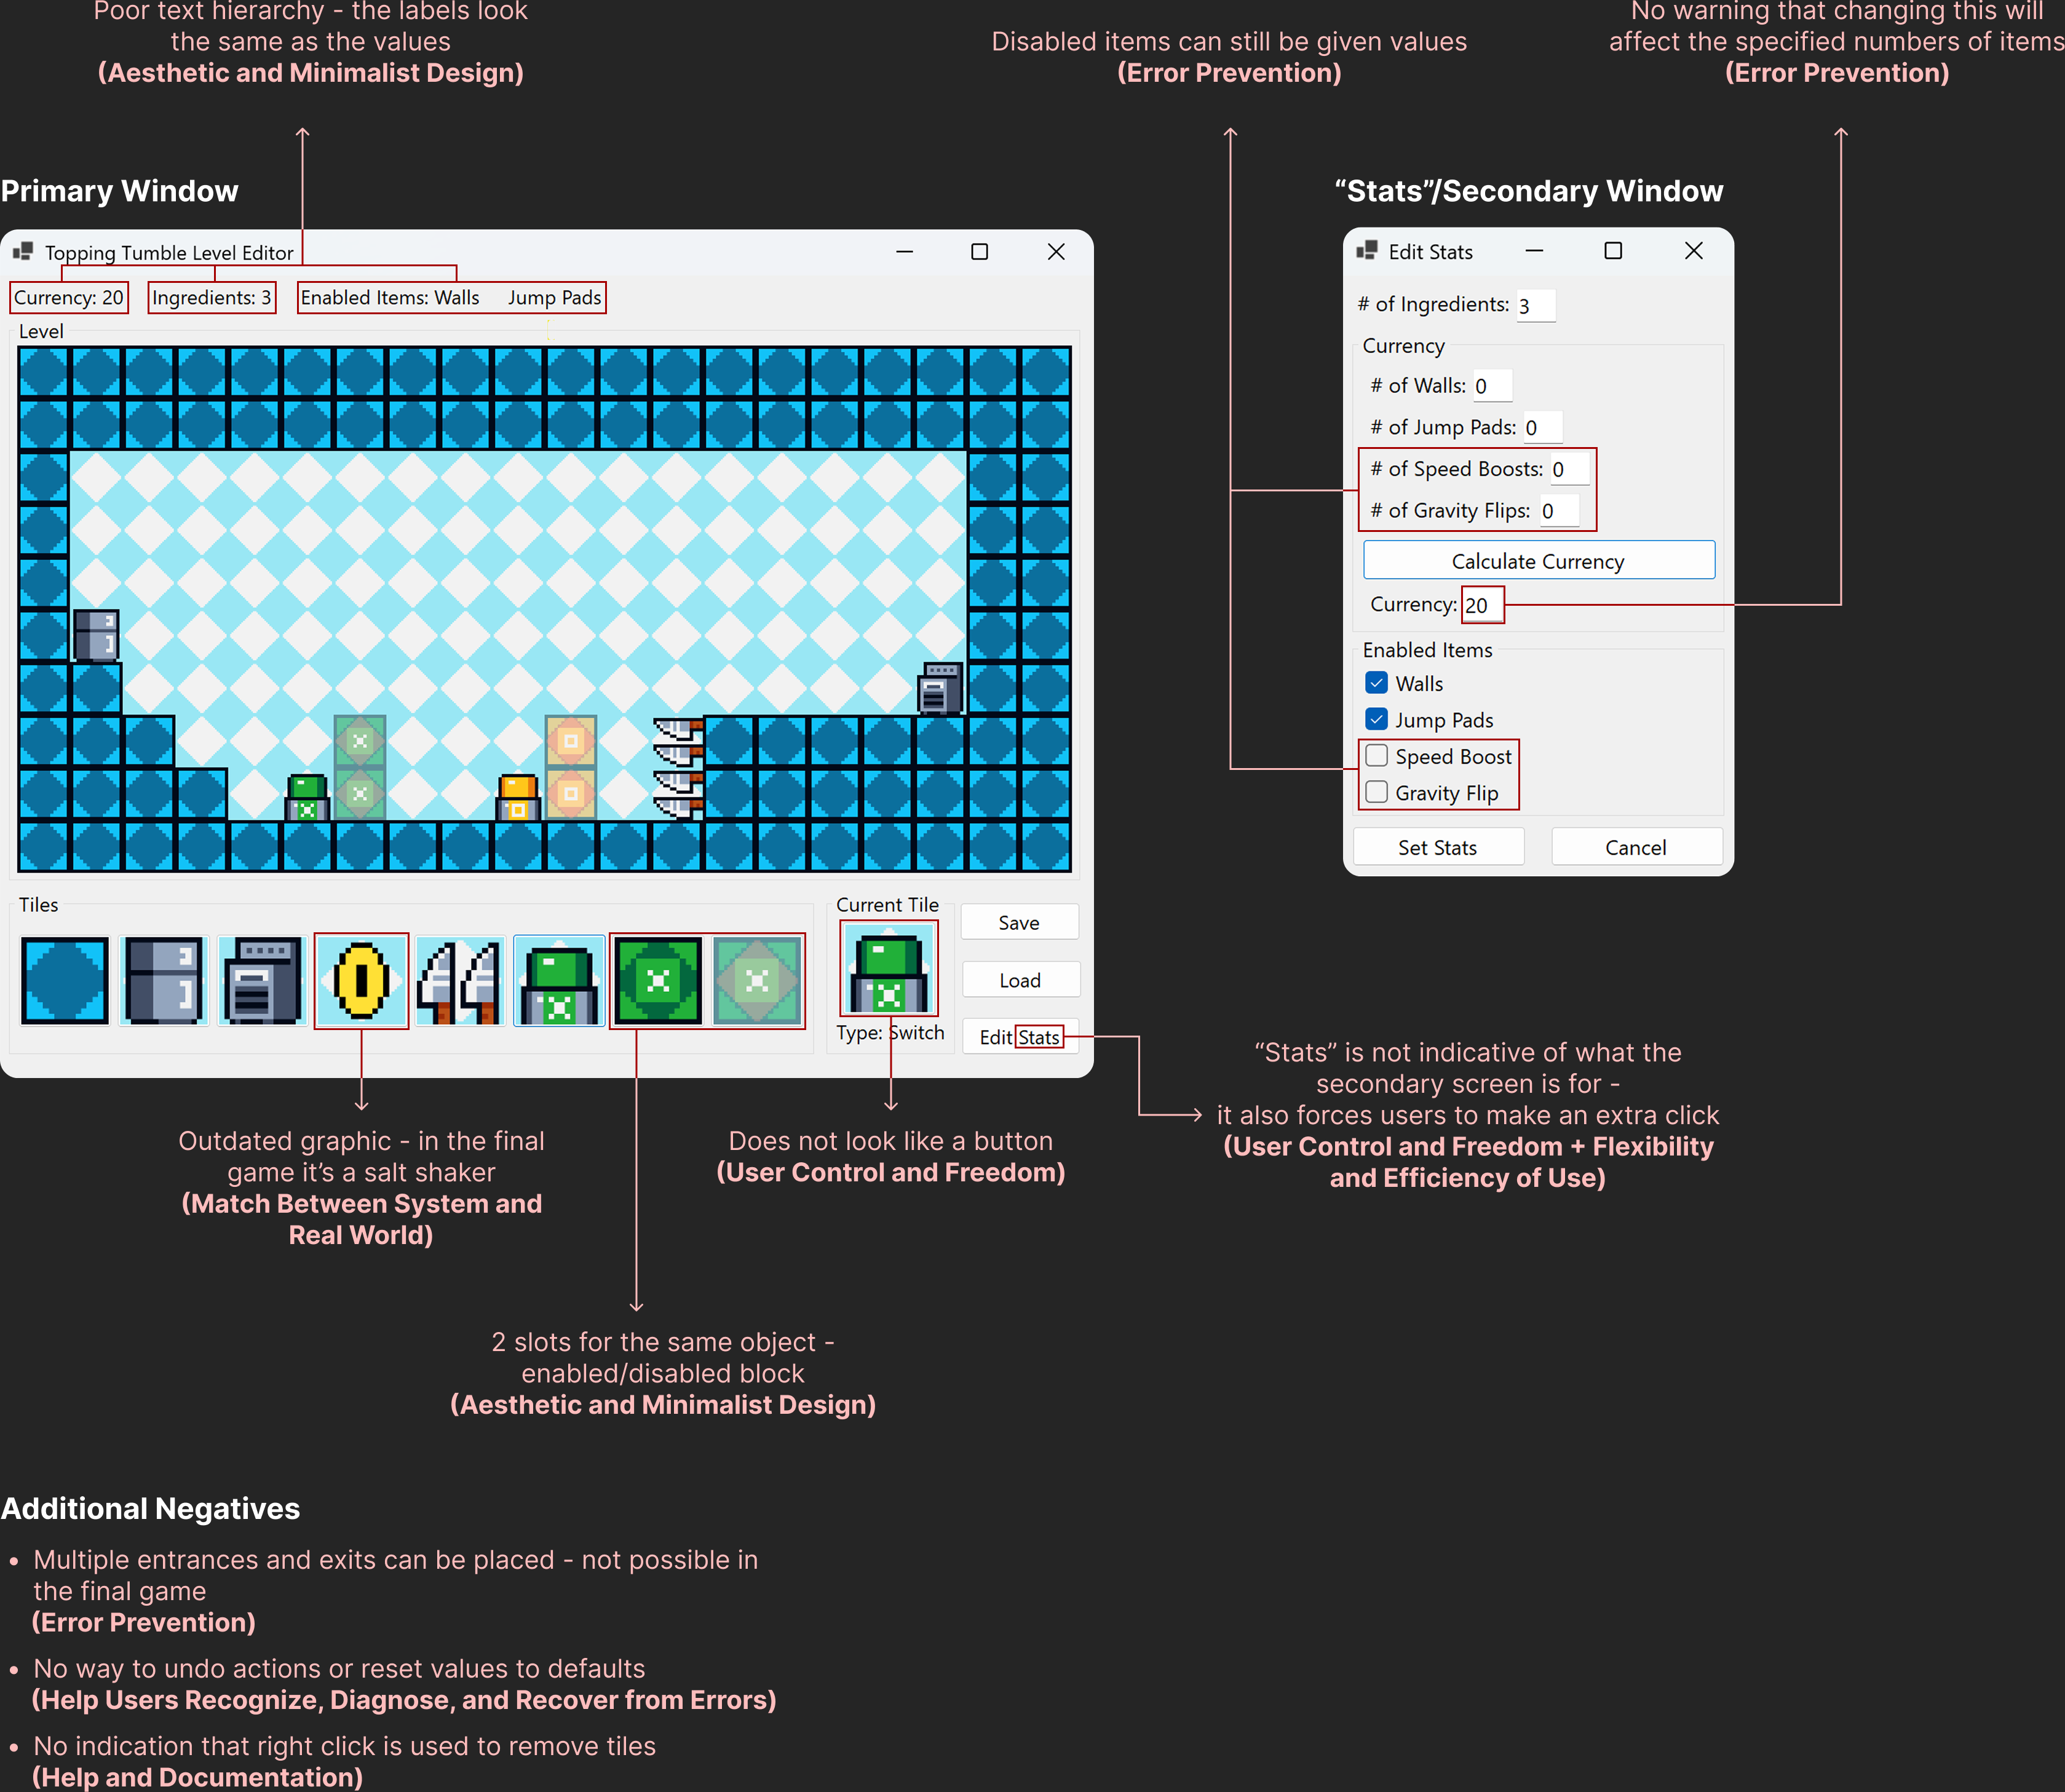 Poor text hierarchy - the labels look
the same as the values
(Aesthetic and Minimalist Design)
Disabled items can still be given values
(Error Prevention)
No warning that changing this will
affect the specified numbers of items
(Error Prevention)
Primary Window
“Stats”/Secondary Window
Topping Tumble Level Editor
Currency: 20
Ingredients: 3
Enabled Items: Walls Jump Pads
Level
Tiles
Current Tile
Type: Switch
Save
Load
Edit Stats
Edit Stats
# of Ingredients: 3
Currency
# of Walls: 0
# of Jump Pads: 0
# of Speed Boosts: 0
# of Gravity Flips: 0
Calculate Currency
Currency: 20
Enabled Items
Walls
Jump Pads
Speed Boost
Gravity Flip
Set Stats
Cancel
Outdated graphic - in the final
game it’s a salt shaker
(Match Between System and
Real World)
Does not look like a button
(User Control and Freedom)
“Stats” is not indicative of what the
secondary screen is for -
it also forces users to make an extra click
(User Control and Freedom + Flexibility
and Efficiency of Use)
2 slots for the same object -
enabled/disabled block
(Aesthetic and Minimalist Design)
Additional Negatives
• Multiple entrances and exits can be placed - not possible in
the final game
(Error Prevention)
• No way to undo actions or reset values to defaults
(Help Users Recognize, Diagnose, and Recover from Errors)
• No indication that right click is used to remove tiles
(Help and Documentation)